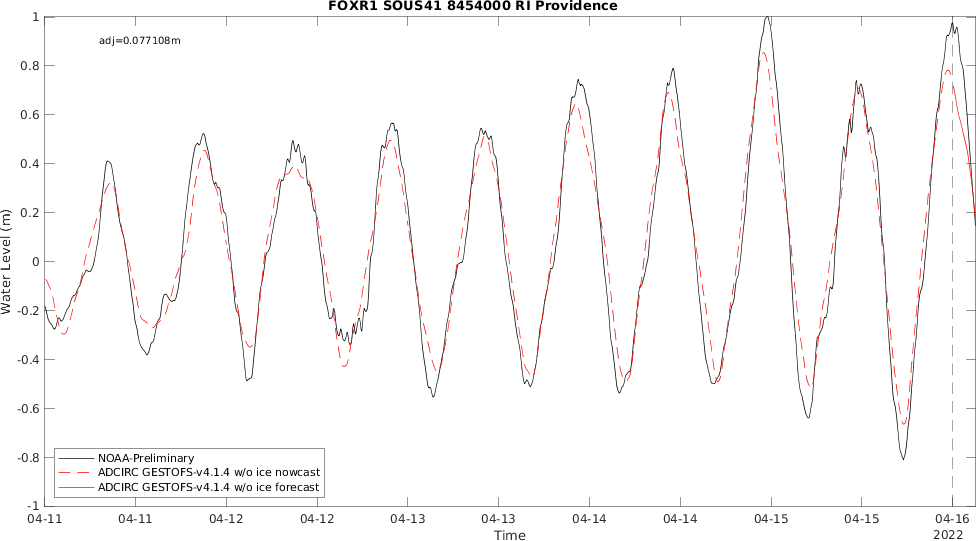 FOXR1 SOUS41 8454000 RI Providence
adj=0.077108m
1
0.8
0.6
0.4
0.2
0
-0.2
-0.4
-0.6
-0.8
-1
Water Level (m)
NOAA-Preliminary
ADCIRC GESTOFS-v4.1.4 w/o ice nowcast
ADCIRC GESTOFS-v4.1.4 w/o ice forecast
04-11 04-11 04-12 04-12 04-13 04-13 04-14 04-14 04-15 04-15 04-16
Time
2022